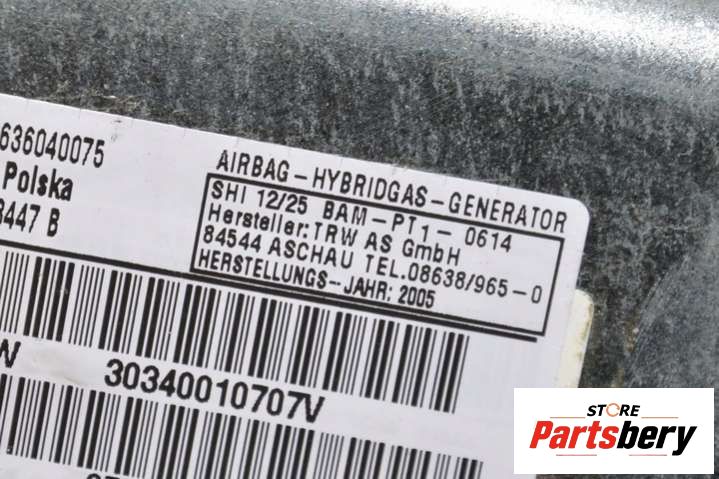 636040075
Polska
3447 B
AIRBAG-HYBRIDGAS-GENERATOR
SHI 12/25 BAM-PT1-0614
Hersteller:TRW AS GmbH
84544 ASCHAU TEL.08638/965-0
HERSTELLUNGS-JAHR: 2005
30340010707V
STORE
Partsbery